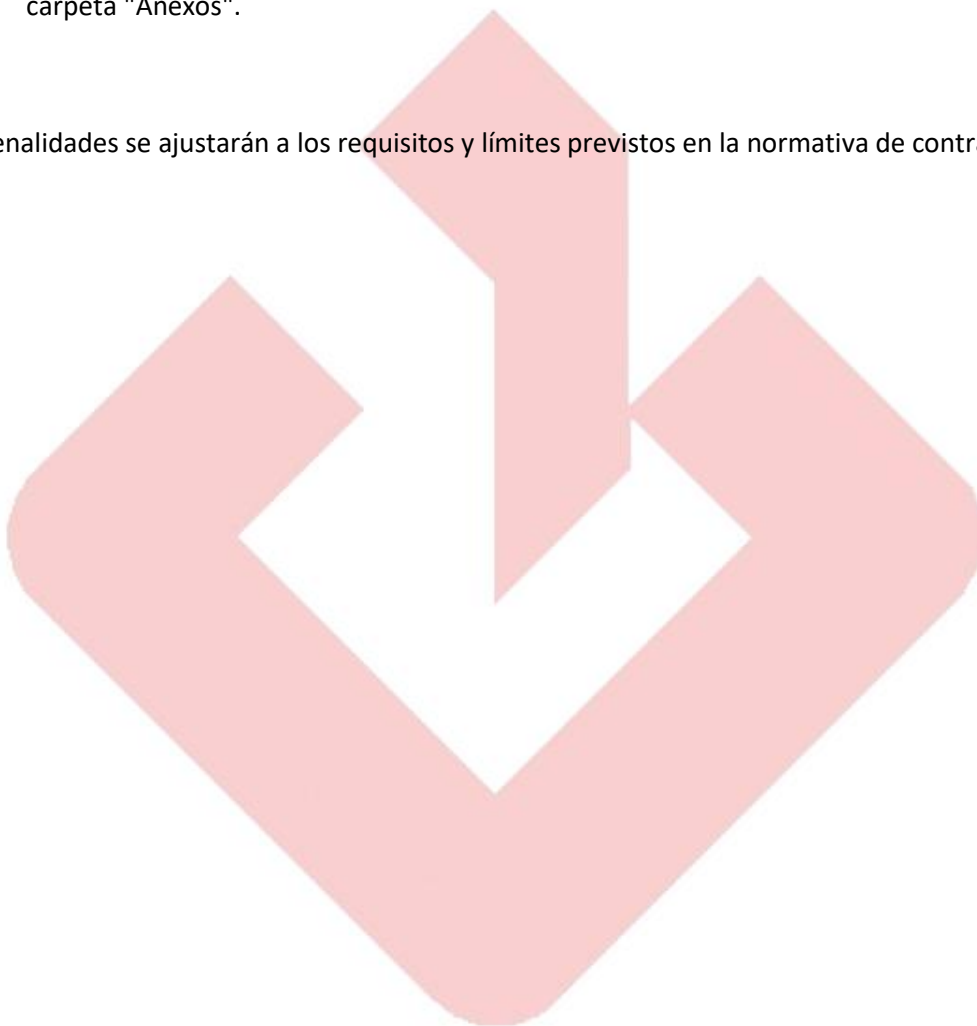 carpeta "Anexos".
enalidades se ajustarán a los requisitos y límites previstos en la normativa de contra